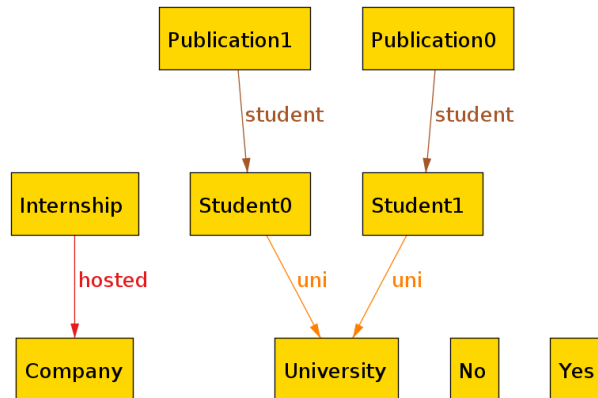 Publication1
Publication0
student
student
Internship
Student0
Student1
hosted
uni
uni
Company
University
No
Yes